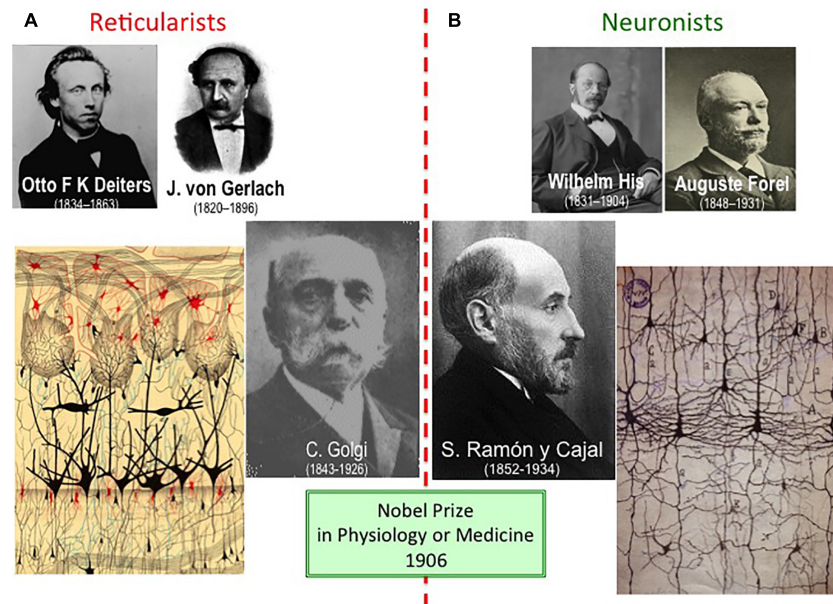 A
Reticularists
B
Neuronists
Otto F K Deiters
(1834–1863)
J. von Gerlach
(1820–1896)
Wilhelm His
(1831–1904)
Auguste Forel
(1848–1931)
C. Golgi
(1843-1926)
S. Ramón y Cajal
(1852-1934)
Nobel Prize
in Physiology or Medicine
1906
D
F
B
C
a
E
A